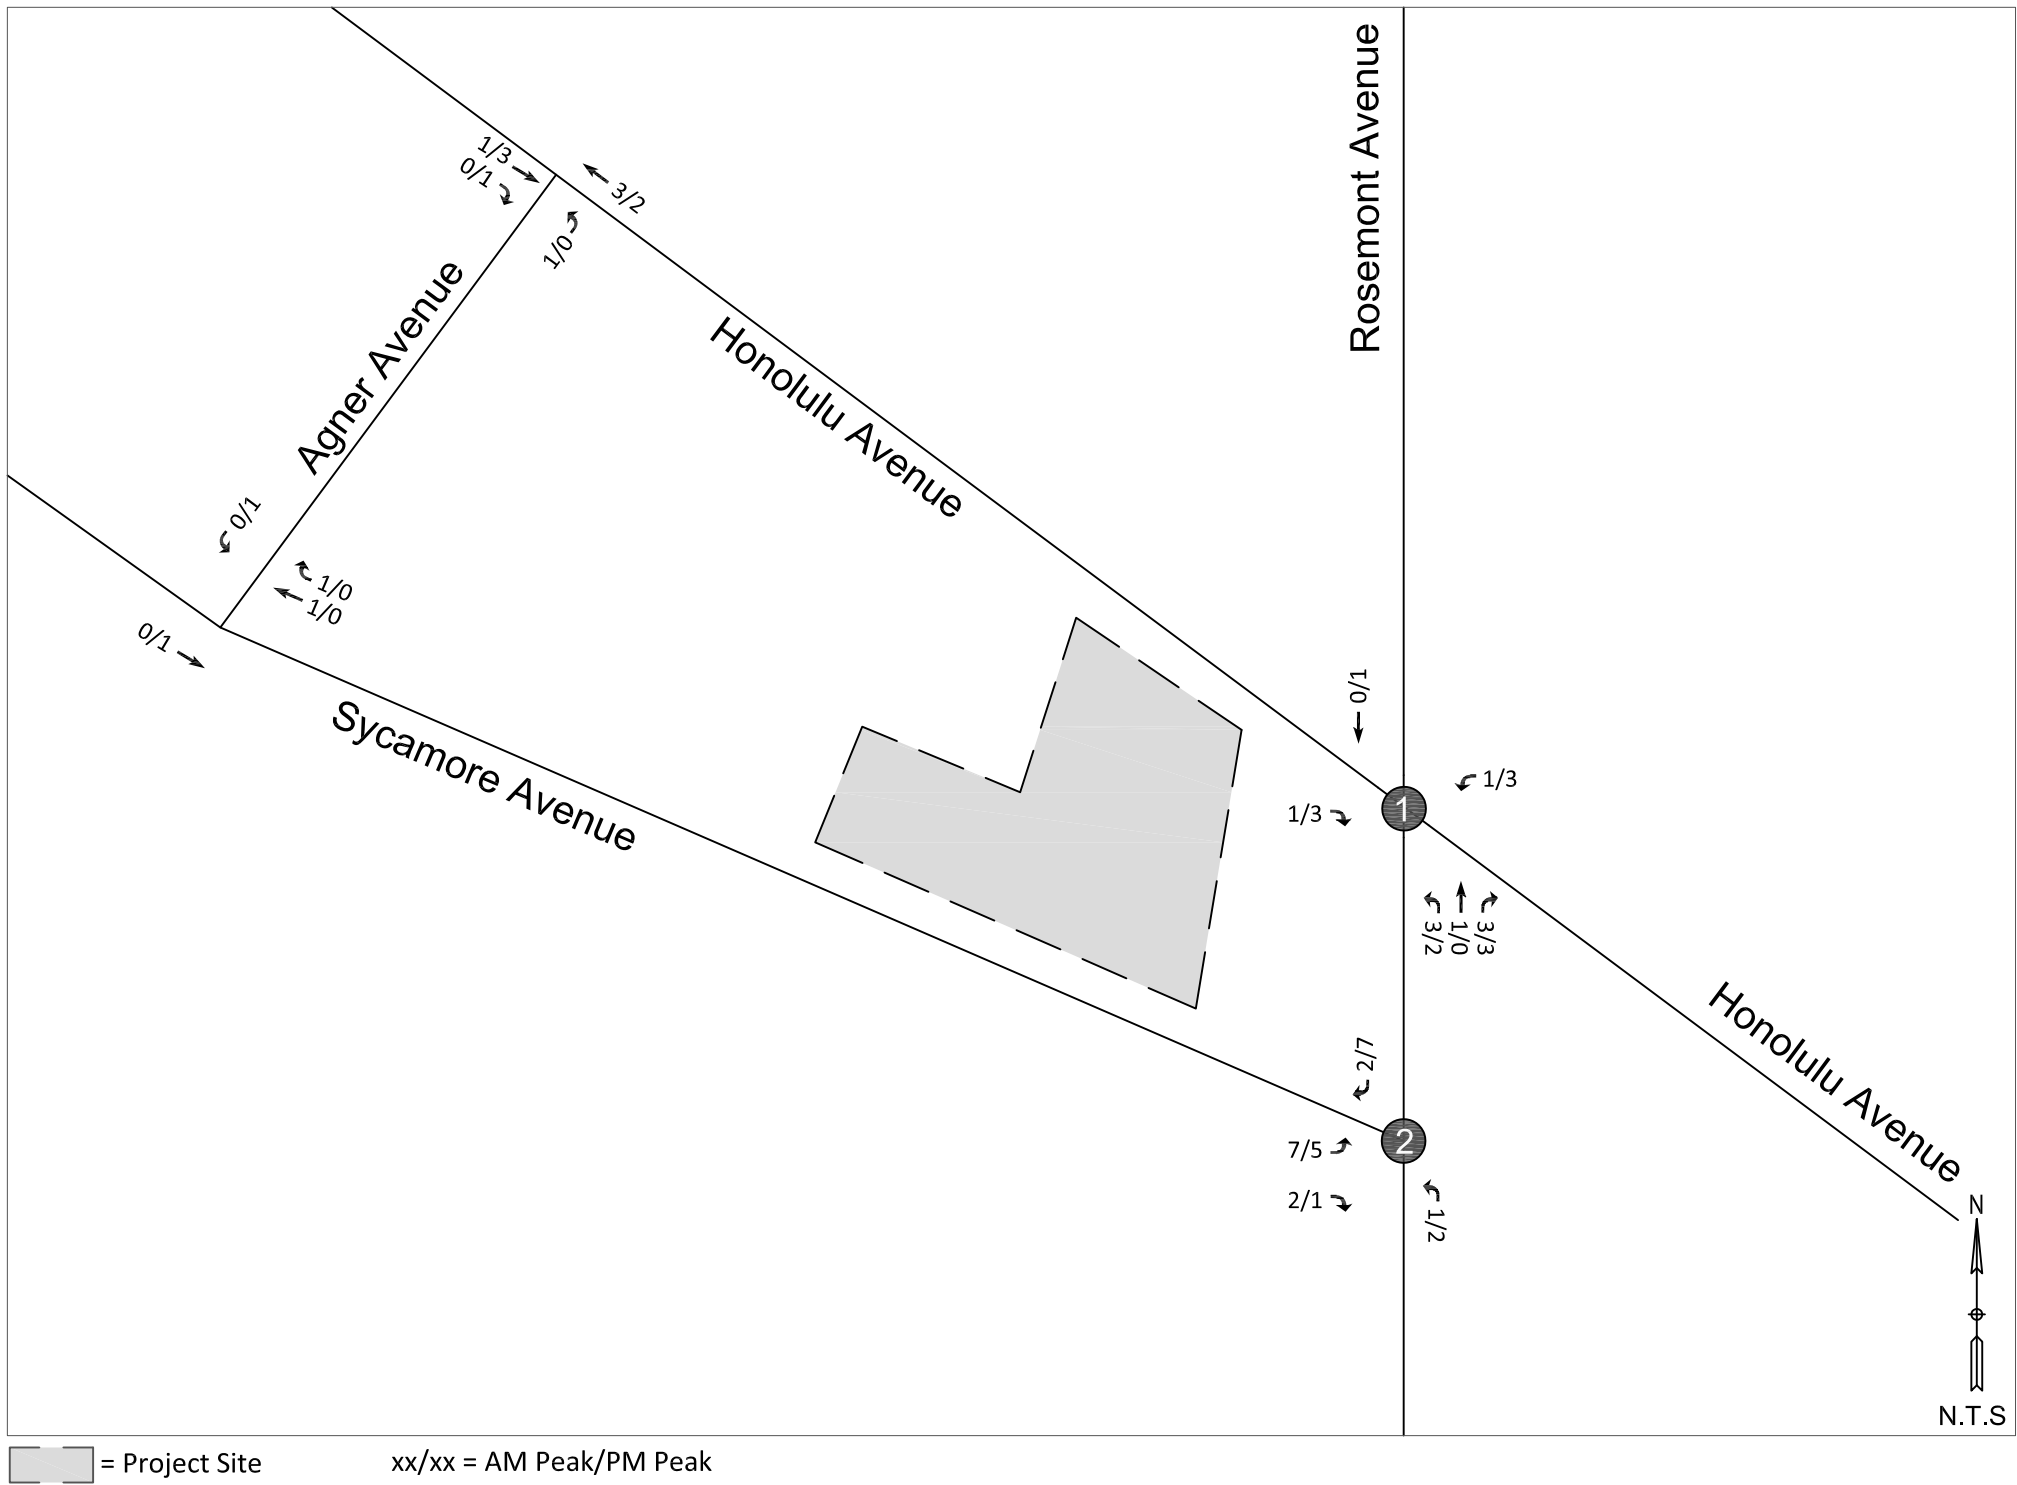 Rosemont Avenue
1/3
0/1
3/2
1/0
Agner Avenue
Honolulu Avenue
0/1
1/0
1/0
0/1
Sycamore Avenue
0/1
1/3
1/3
1
3/2
1/0
3/3
Honolulu Avenue
2/7
7/5
2
2/1
1/2
N
N.T.S
= Project Site
xx/xx = AM Peak/PM Peak